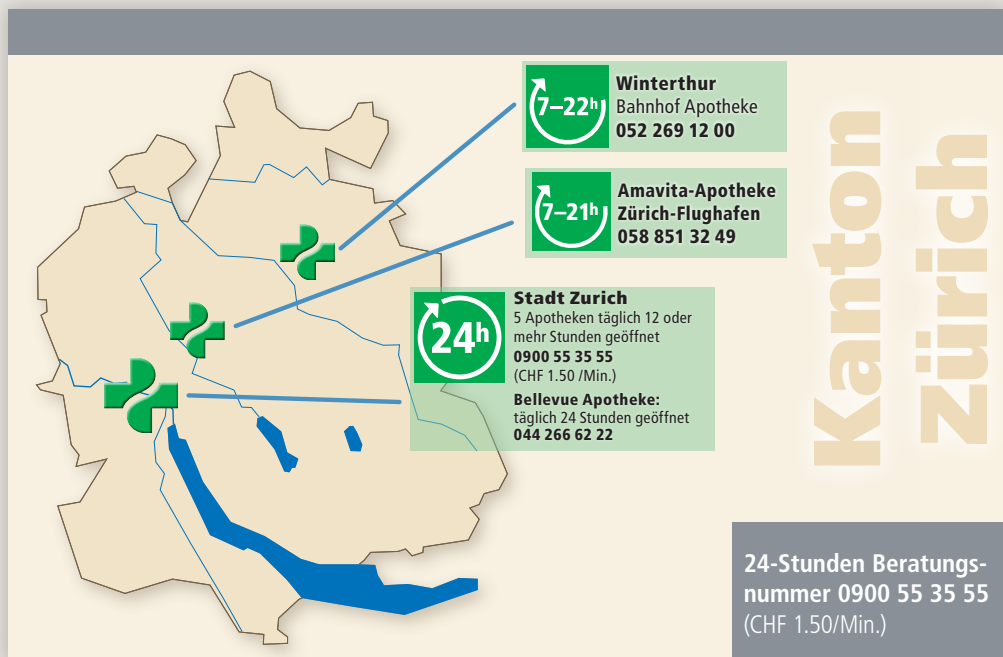 7–22h
Winterthur
Bahnhof Apotheke
052 269 12 00
7–21h
Amavita-Apotheke
Zürich-Flughafen
058 851 32 49
24h
Stadt Zurich
5 Apotheken täglich 12 oder
mehr Stunden geöffnet
0900 55 35 55
(CHF 1.50 /Min.)
Bellevue Apotheke:
täglich 24 Stunden geöffnet
044 266 62 22
Kanton
Zürich
24-Stunden Beratungs-
nummer 0900 55 35 55
(CHF 1.50/Min.)